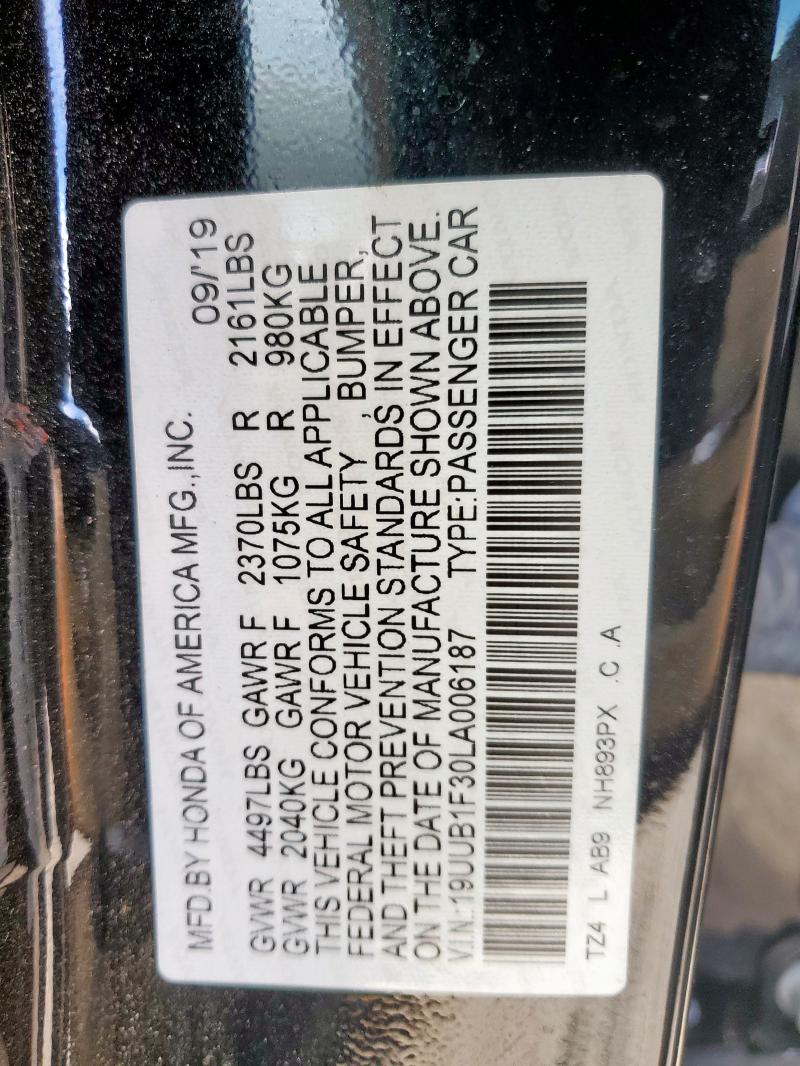 MFD.BY HONDA OF AMERICA MFG.,INC. 09/'19
GVWR 4497LBS GAWR F 2370LBS R 2161LBS
GVWR 2040KG GAWR F 1075KG R 980KG
THIS VEHICLE CONFORMS TO ALL APPLICABLE
FEDERAL MOTOR VEHICLE SAFETY , BUMPER,
AND THEFT PREVENTION STANDARDS IN EFFECT
ON THE DATE OF MANUFACTURE SHOWN ABOVE.
V.I.N.:19UUB1F30LA006187 TYPE:PASSENGER CAR
TZ4 L AB9 NH893PX .C .A